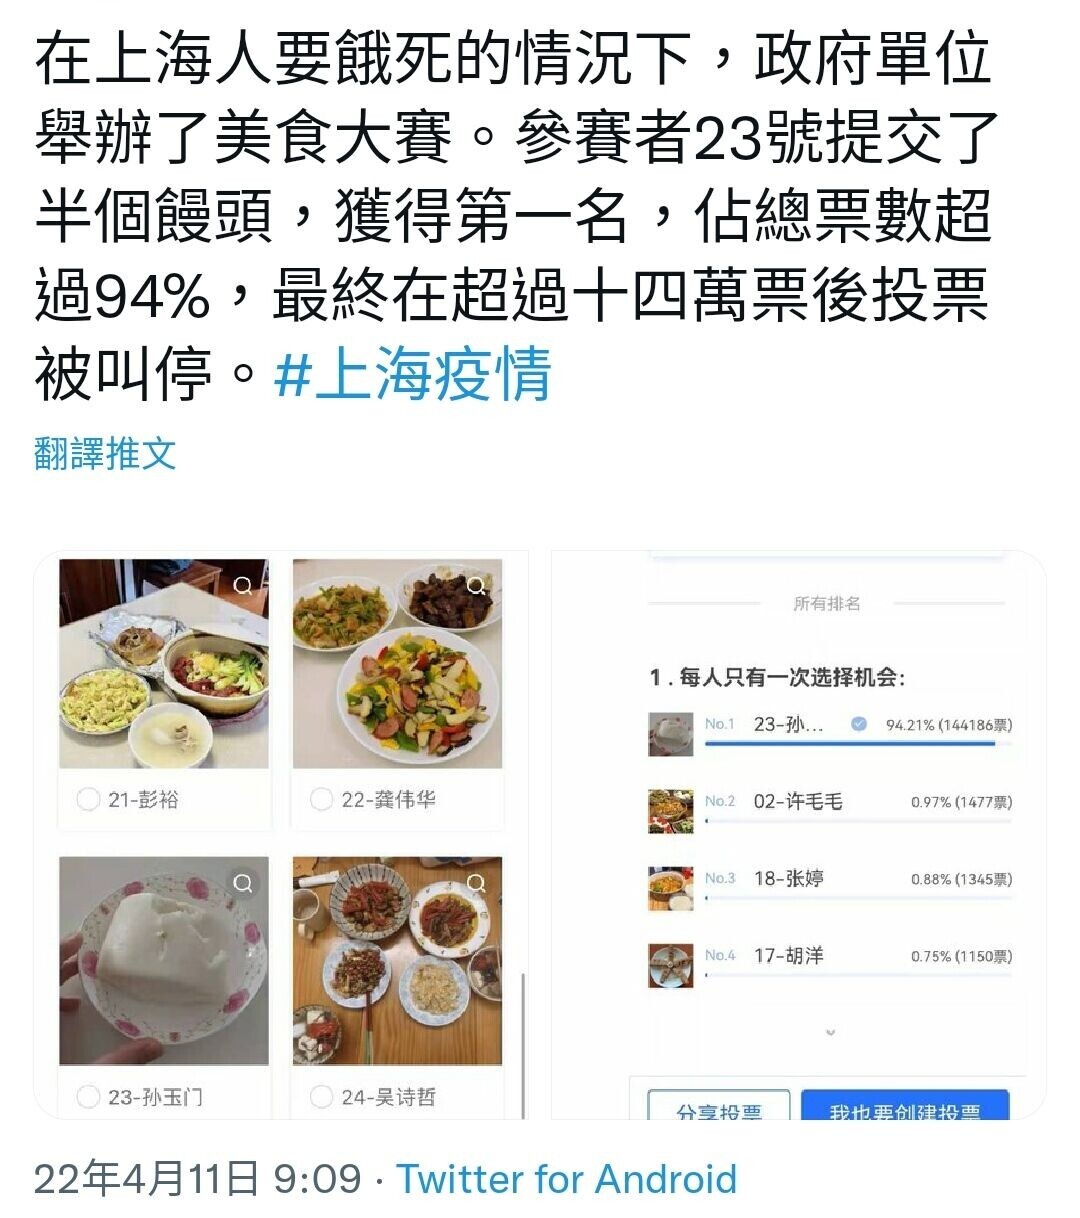 在上海人要餓死的情況下，政府單位
舉辦了美食大賽。參賽者23號提交了
半個饅頭，獲得第一名，佔總票數超
過94%，最終在超過十四萬票後投票
被叫停。#上海疫情
翻譯推文
21-彭裕
22-龚伟华
23-孙玉门
24-吴诗哲
所有排名
1 . 每人只有一次选择机会:
No.1 23-孙... 94.21% (144186票)
No.2 02-许毛毛 0.97% (1477票)
No.3 18-张婷 0.88% (1345票)
No.4 17-胡洋 0.75% (1150票)
分享投票
我也要创建投票
22年4月11日 9:09 · Twitter for Android